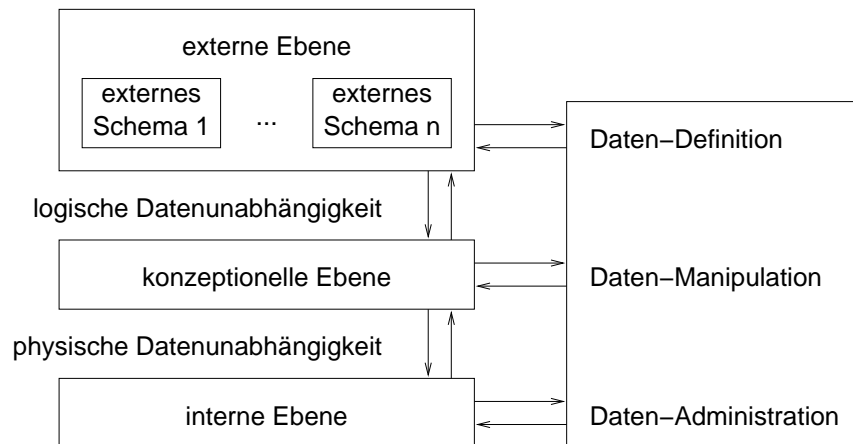 externe Ebene
externes externes
Schema 1 ... Schema n
Daten−Definition
logische Datenunabhängigkeit
konzeptionelle Ebene Daten−Manipulation
physische Datenunabhängigkeit
interne Ebene Daten−Administration